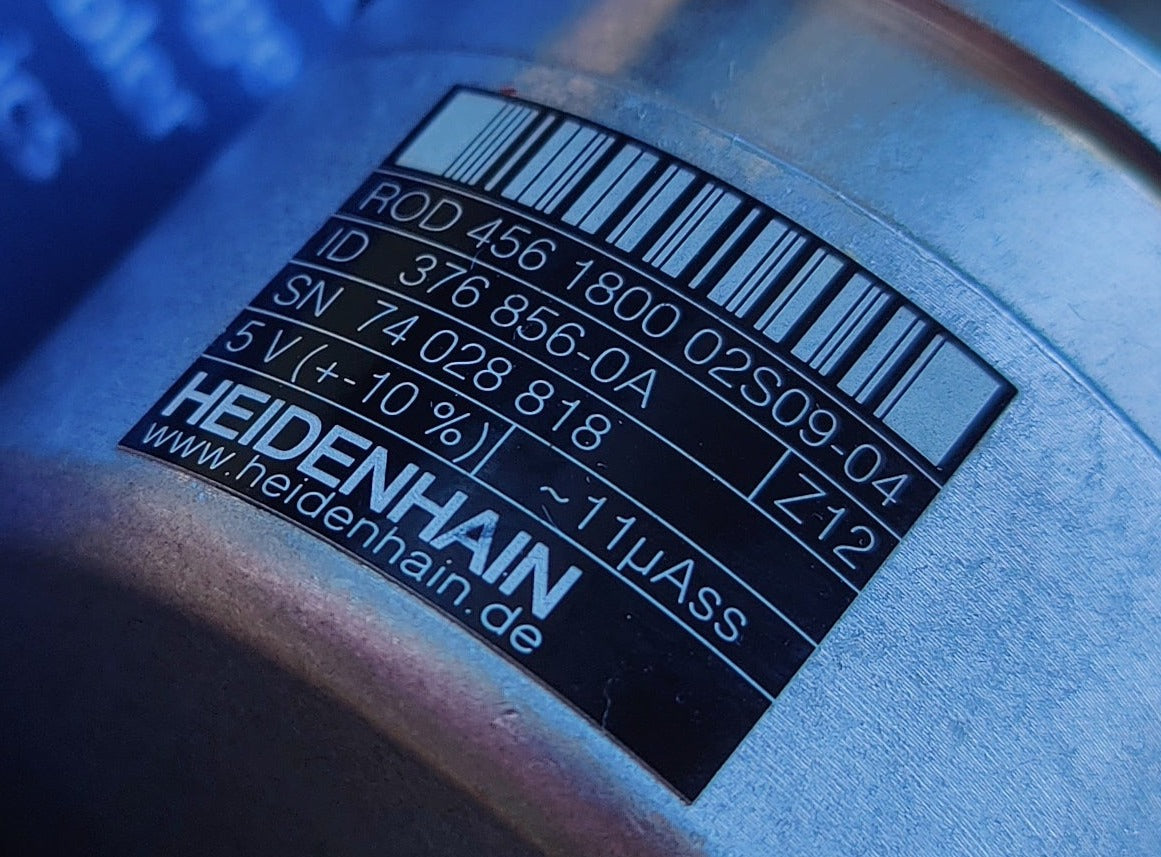 ROD 456 1800 02S09-04
ID 376 856-0A Z12
SN 74 028 818
5 V (+- 10 %) ~11µAss
HEIDENHAIN
www.heidenhain.de